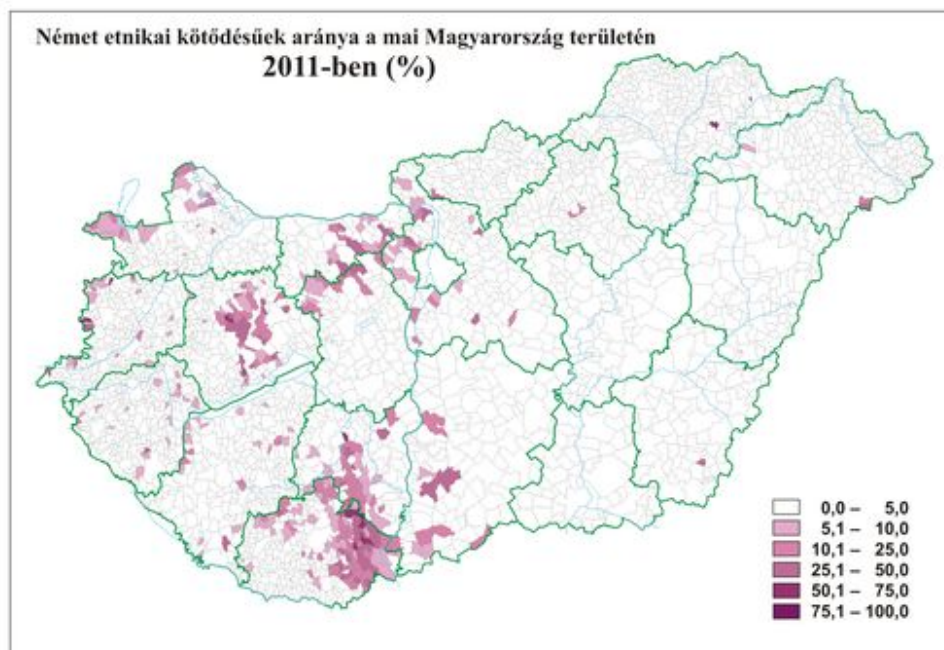 Német etnikai kötődésűek aránya a mai Magyarország területén
2011-ben (%)
0,0 – 5,0
5,1 – 10,0
10,1 – 25,0
25,1 – 50,0
50,1 – 75,0
75,1 – 100,0